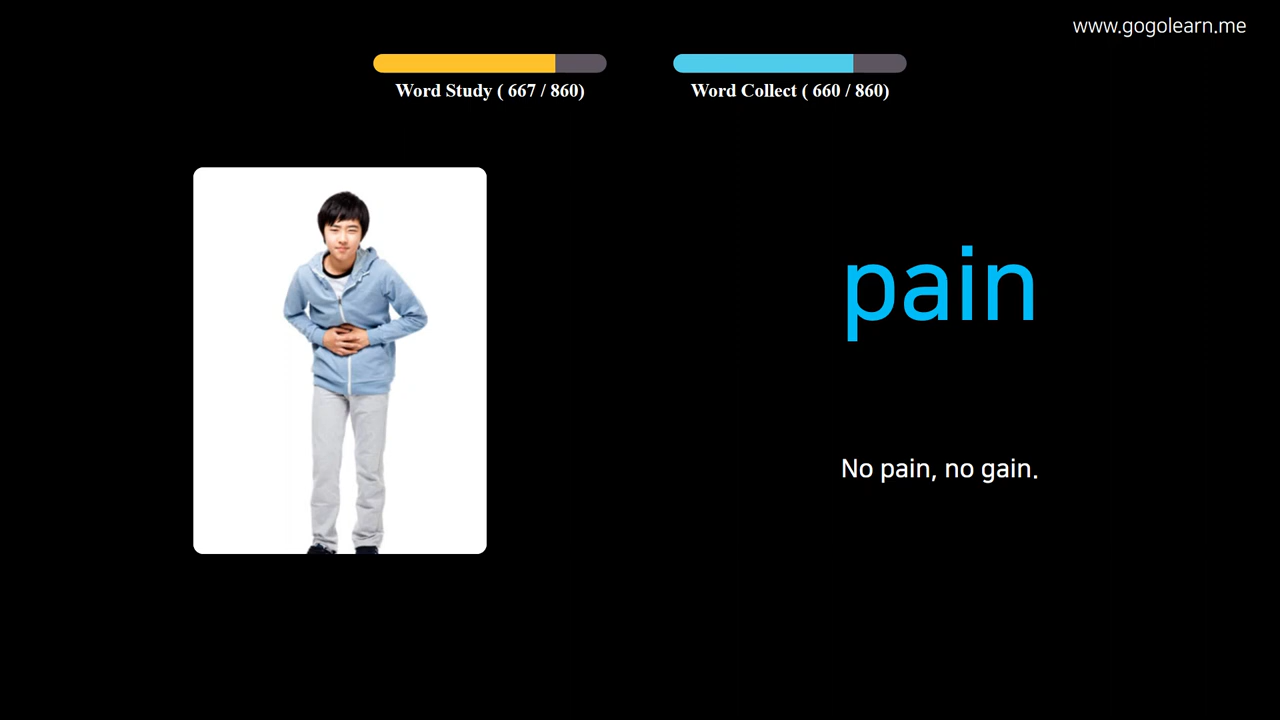 www.gogolearn.me
Word Study ( 667 / 860)
Word Collect ( 660 / 860)
pain
No pain, no gain.